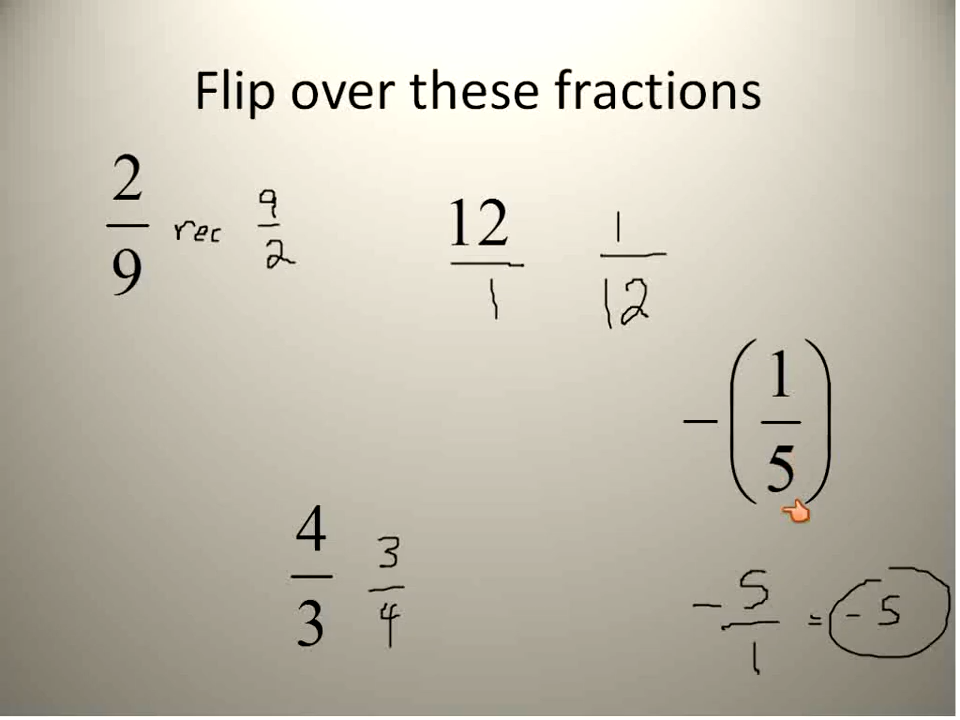 Flip over these fractions
2/9 rec 9/2
12/1 1/12
-(1/5)
4/3 3/4
-5/1 = -5